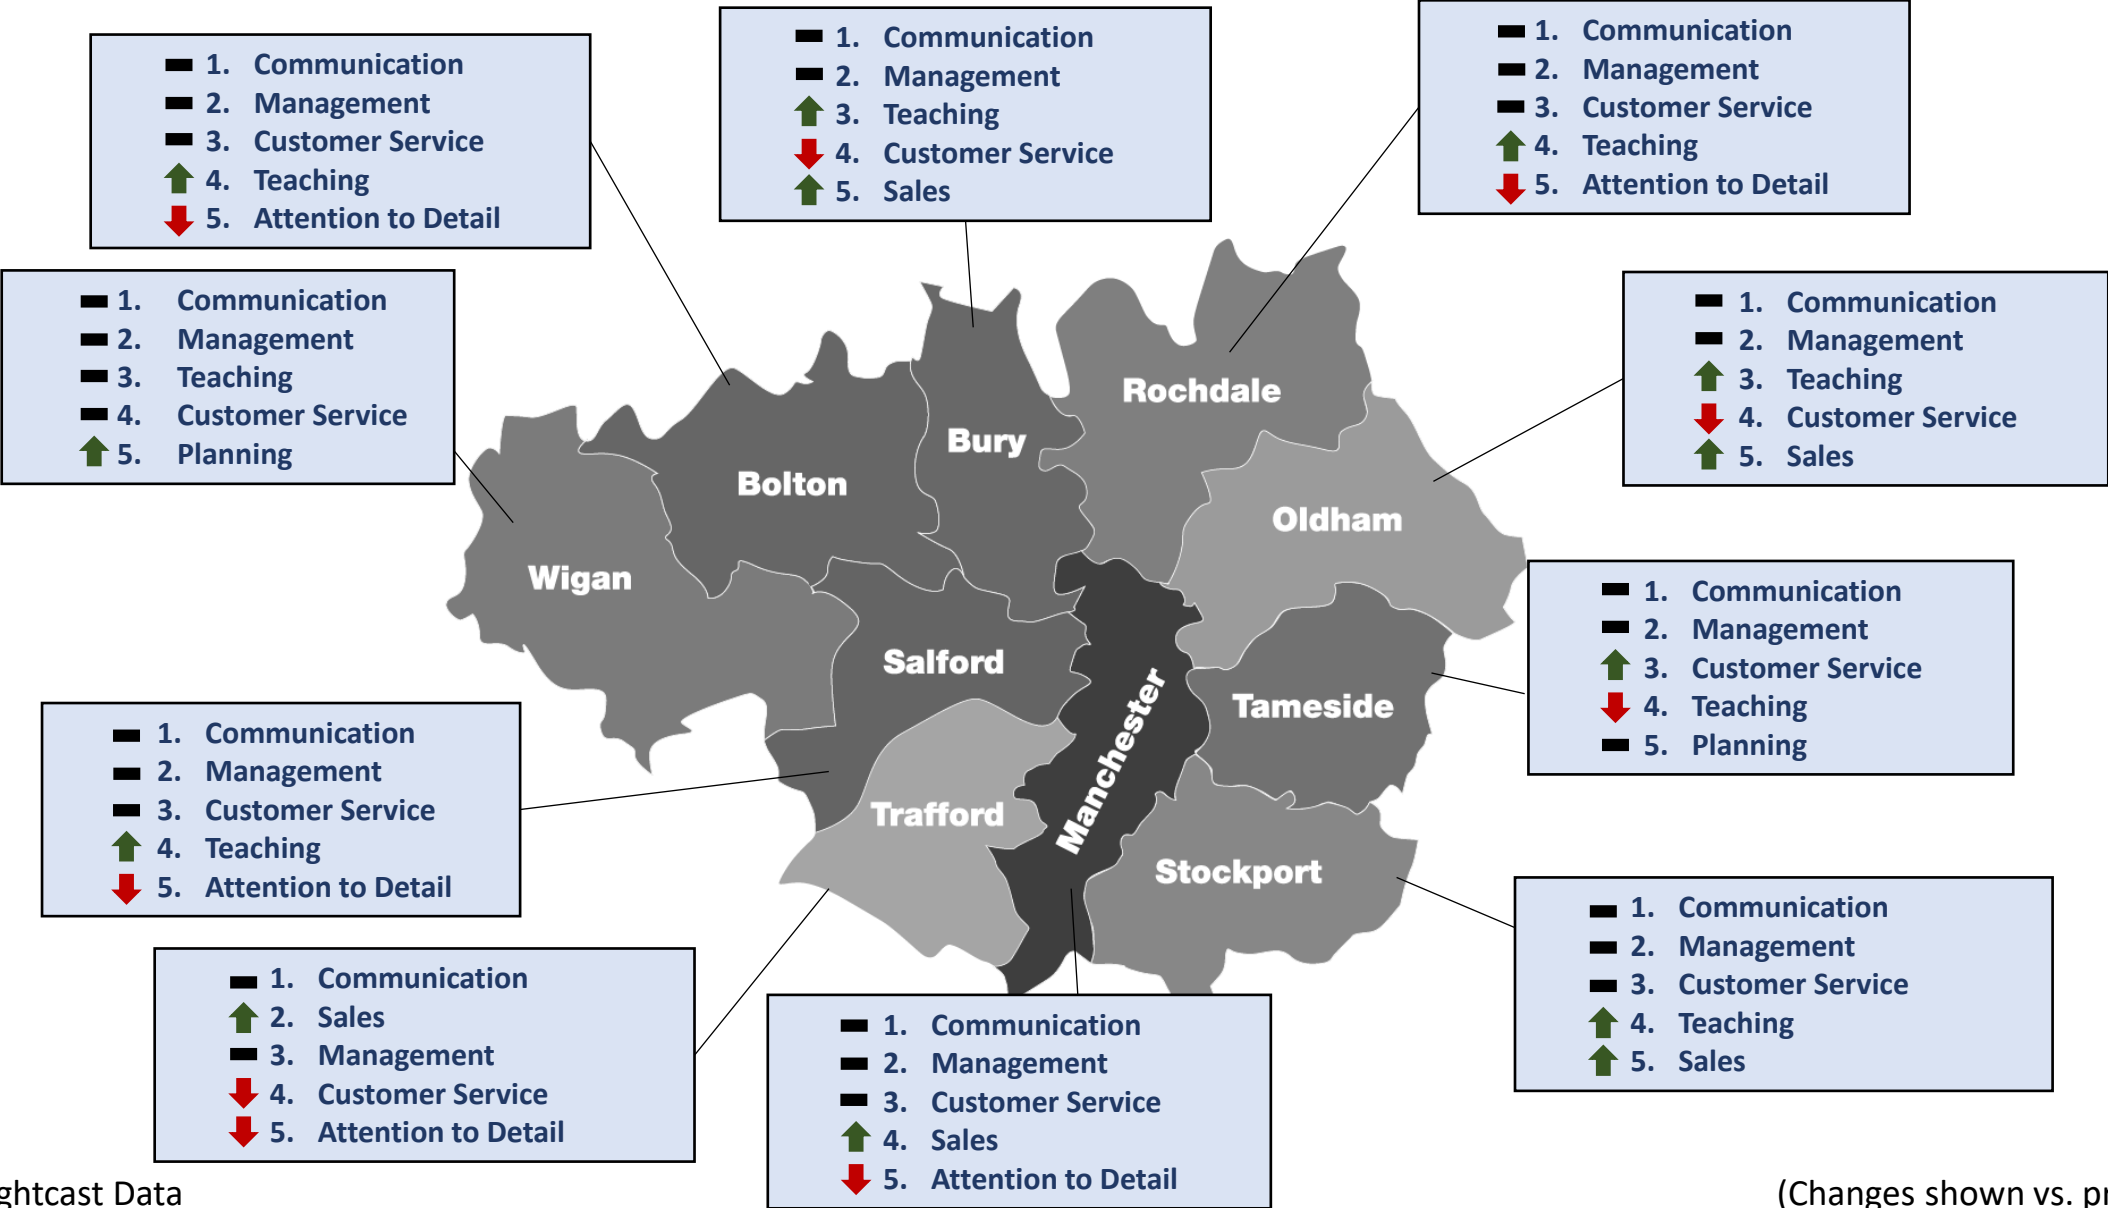 1. Communication
2. Management
3. Customer Service
4. Teaching
5. Attention to Detail
1. Communication
2. Management
3. Teaching
4. Customer Service
5. Sales
1. Communication
2. Management
3. Customer Service
4. Teaching
5. Attention to Detail
1. Communication
2. Management
3. Teaching
4. Customer Service
5. Planning
1. Communication
2. Management
3. Teaching
4. Customer Service
5. Sales
Rochdale
Bury
Bolton
Oldham
Wigan
Salford
Tameside
Manchester
Trafford
Stockport
1. Communication
2. Management
3. Customer Service
4. Teaching
5. Planning
1. Communication
2. Management
3. Customer Service
4. Teaching
5. Attention to Detail
1. Communication
2. Management
3. Customer Service
4. Teaching
5. Sales
1. Communication
2. Sales
3. Management
4. Customer Service
5. Attention to Detail
1. Communication
2. Management
3. Customer Service
4. Sales
5. Attention to Detail
ghtcast Data
(Changes shown vs. pr